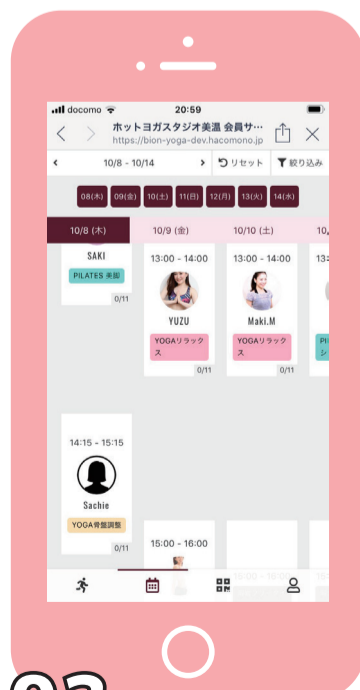 docomo 20:59
ホットヨガスタジオ美温 会員サ…
https://bion-yoga-dev.hacomono.jp
10/8 - 10/14 リセット 絞り込み
08(木) 09(金) 10(土) 11(日) 12(月) 13(火) 14(水)
10/8 (木) 10/9 (金) 10/10 (土) 10
SAKI
PILATES 美脚
0/11
13:00 - 14:00
YUZU
YOGAリラック
ス
0/11
13:00 - 14:00
Maki.M
YOGAリラック
ス
0/11
13:
PI
シ
14:15 - 15:15
Sachie
YOGA骨盤調整
0/11
15:00 - 16:00